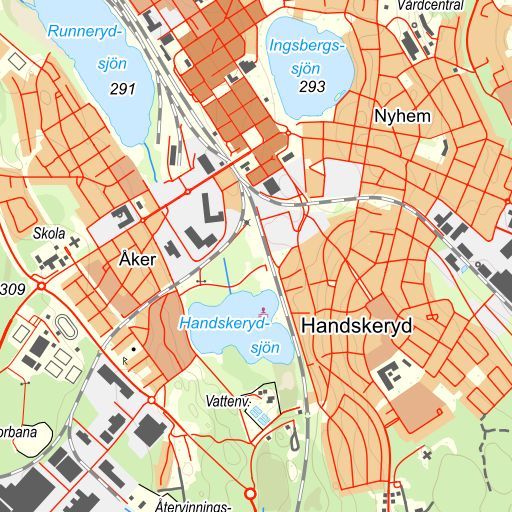 Vårdcentral
Runneryd-
sjön
291
Ingsbergs-
sjön
293
Nyhem
Skola
Åker
309
Handskeryd-
sjön
Handskeryd
Vattenv.
orbana
Återvinnings-